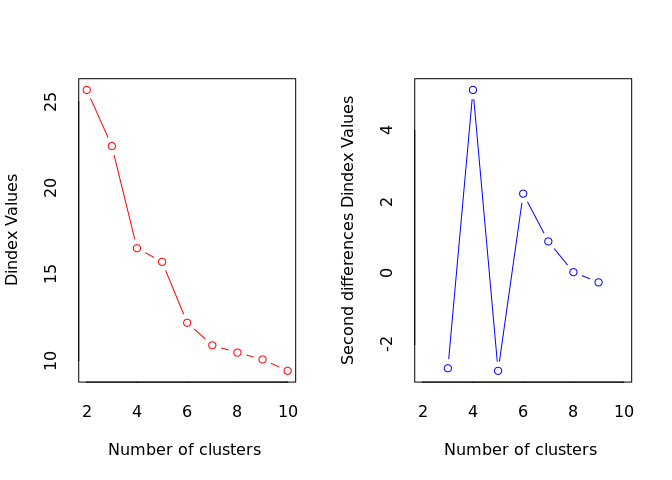 Dindex Values
25
20
15
10
2 4 6 8 10
Number of clusters
Second differences Dindex Values
4
2
0
-2
2 4 6 8 10
Number of clusters